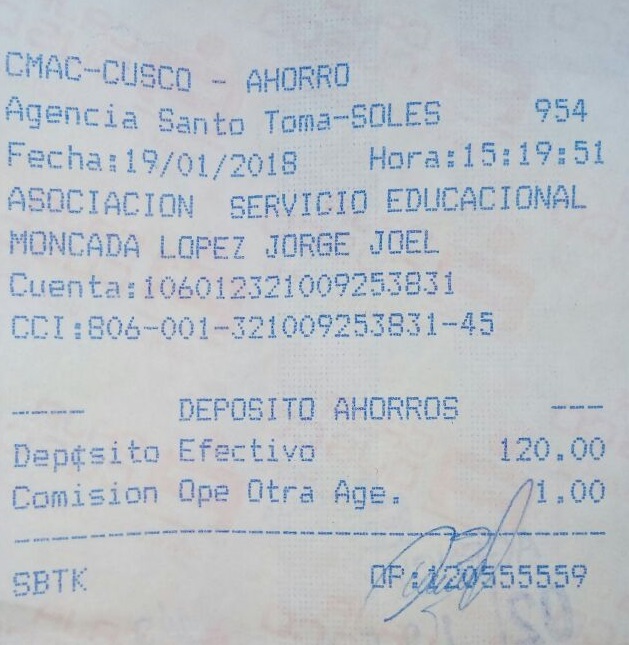 CMAC-CUSCO - AHORRO
Agencia Santo Toma-SOLES 954
Fecha:19/01/2018 Hora:15:19:51
ASOCIACION SERVICIO EDUCACIONAL
MONCADA LOPEZ JORGE JOEL
Cuenta:106012321009253831
CCI:806-001-321009253831-45
---- DEPOSITO AHORROS ---
Dep¢sito Efectivo 120.00
Comision Ope Otra Age. 1.00
SBTK OP:120555559